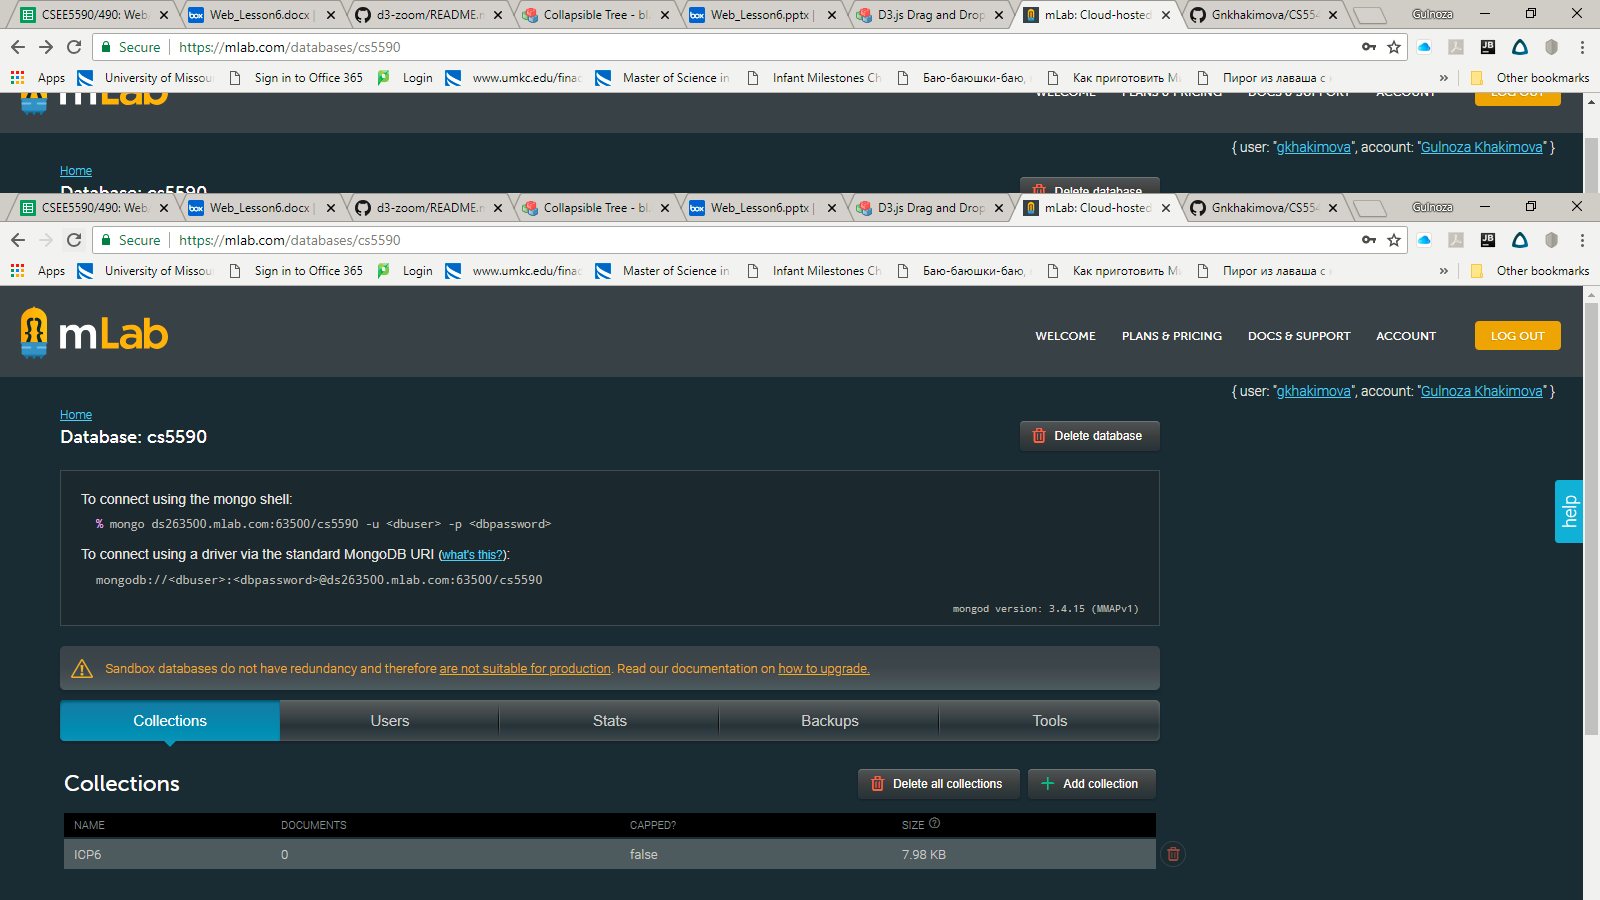 CSEE5590/490: Web/ Web_Lesson6.docx | d3-zoom/README.m Collapsible Tree - bl. Web_Lesson6.pptx | D3.js Drag and Drop mLab: Cloud-hosted Gnkhakimova/CS554 Gulnoza
Secure https://mlab.com/databases/cs5590
Apps University of Missou Sign in to Office 365 Login www.umkc.edu/finac Master of Science in Infant Milestones Ch Баю-баюшки-баю, Как приготовить М Пирог из лаваша с » Other bookmarks
mLab WELCOME PLANS & PRICING DOCS & SUPPORT ACCOUNT LOG OUT
{ user: "gkhakimova", account: "Gulnoza Khakimova" }
Home
Database: cs5590 Delete database
CSEE5590/490: Web/ Web_Lesson6.docx | d3-zoom/README.m Collapsible Tree - bl. Web_Lesson6.pptx | D3.js Drag and Drop mLab: Cloud-hosted Gnkhakimova/CS554 Gulnoza
Secure https://mlab.com/databases/cs5590
Apps University of Missou Sign in to Office 365 Login www.umkc.edu/finac Master of Science in Infant Milestones Ch Баю-баюшки-баю, Как приготовить М Пирог из лаваша с » Other bookmarks
mLab WELCOME PLANS & PRICING DOCS & SUPPORT ACCOUNT LOG OUT
{ user: "gkhakimova", account: "Gulnoza Khakimova" }
Home
Database: cs5590 Delete database
To connect using the mongo shell:
% mongo ds263500.mlab.com:63500/cs5590 -u <dbuser> -p <dbpassword>
To connect using a driver via the standard MongoDB URI (what's this?):
mongodb://<dbuser>:<dbpassword>@ds263500.mlab.com:63500/cs5590
mongod version: 3.4.15 (MMAPv1)
help
Sandbox databases do not have redundancy and therefore are not suitable for production. Read our documentation on how to upgrade.
Collections Users Stats Backups Tools
Collections Delete all collections Add collection
NAME DOCUMENTS CAPPED? SIZE ?
ICP6 0 false 7.98 KB